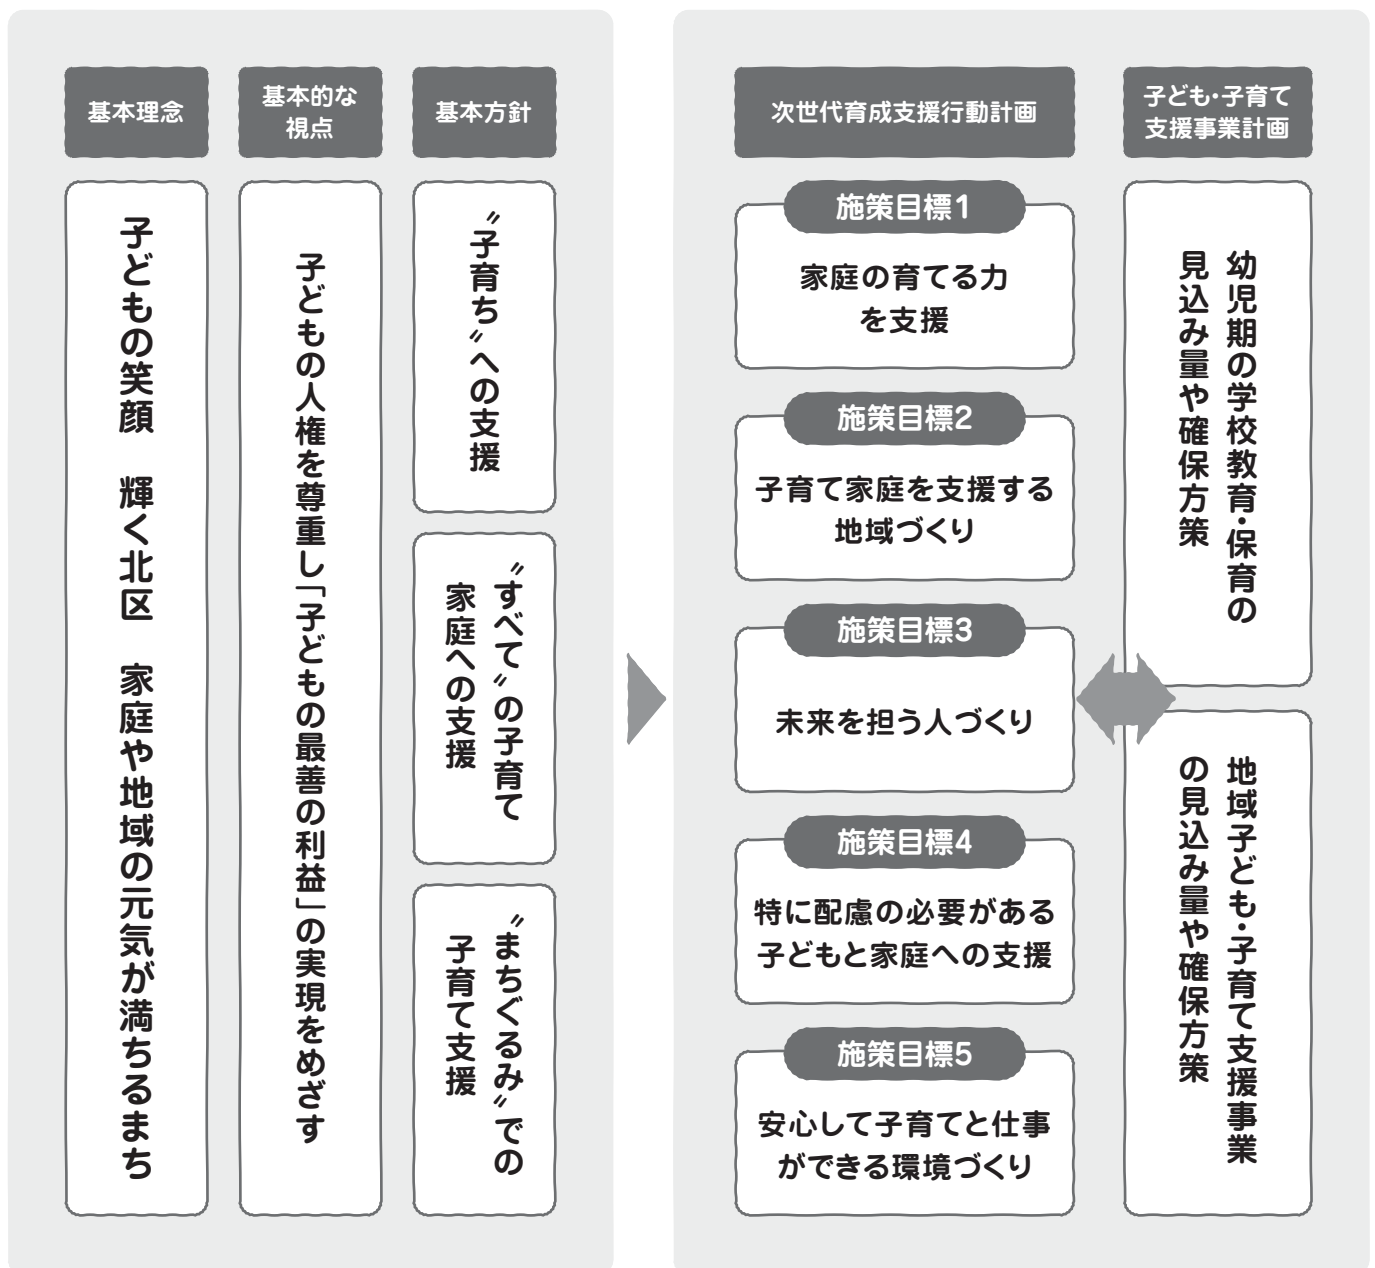 基本理念
子どもの笑顔　輝く北区　家庭や地域の元気が満ちるまち
基本的な
視点
子どもの人権を尊重し「子どもの最善の利益」の実現をめざす
基本方針
〝子育ち〟への支援
〝すべて〟の子育て
家庭への支援
〝まちぐるみ〟での
子育て支援
次世代育成支援行動計画
施策目標1
家庭の育てる力
を支援
施策目標2
子育て家庭を支援する
地域づくり
施策目標3
未来を担う人づくり
施策目標4
特に配慮の必要がある
子どもと家庭への支援
施策目標5
安心して子育てと仕事
ができる環境づくり
子ども・子育て
支援事業計画
幼児期の学校教育・保育の
見込み量や確保方策
地域子ども・子育て支援事業
の見込み量や確保方策